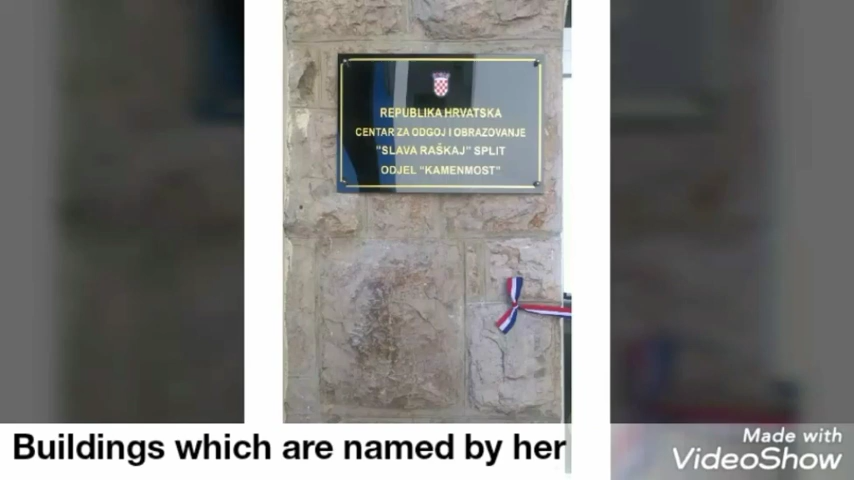 REPUBLIKA HRVATSKA
CENTAR ZA ODGOJ I OBRAZOVANJE
"SLAVA RAŠKAJ" SPLIT
ODJEL "KAMENMOST"
Buildings which are named by her
Made with
VideoShow